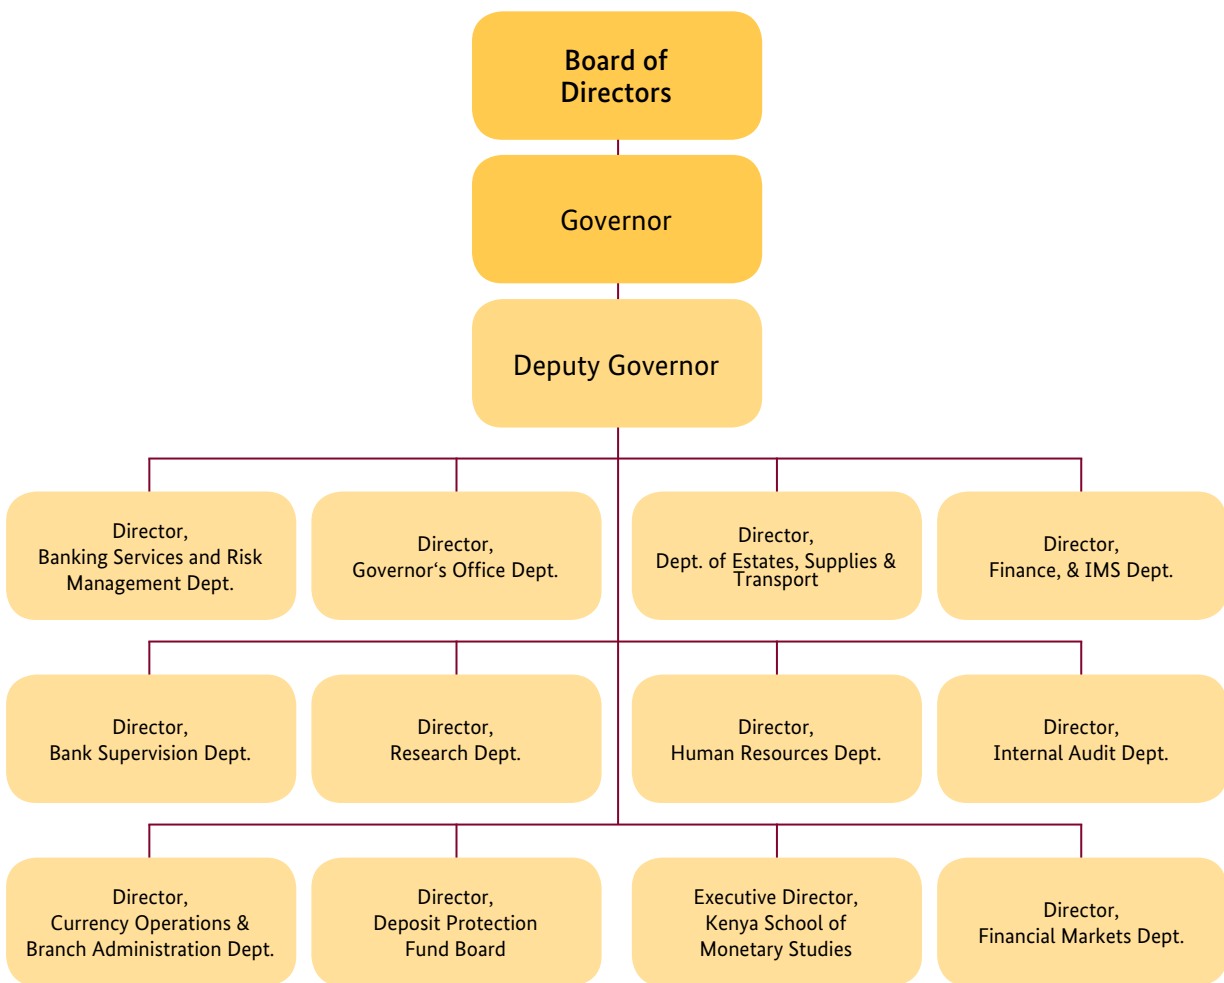 Board of
Directors
Governor
Deputy Governor
Director,
Banking Services and Risk
Management Dept.
Director,
Governor‘s Office Dept.
Director,
Dept. of Estates, Supplies &
Transport
Director,
Finance, & IMS Dept.
Director,
Bank Supervision Dept.
Director,
Research Dept.
Director,
Human Resources Dept.
Director,
Internal Audit Dept.
Director,
Currency Operations &
Branch Administration Dept.
Director,
Deposit Protection
Fund Board
Executive Director,
Kenya School of
Monetary Studies
Director,
Financial Markets Dept.